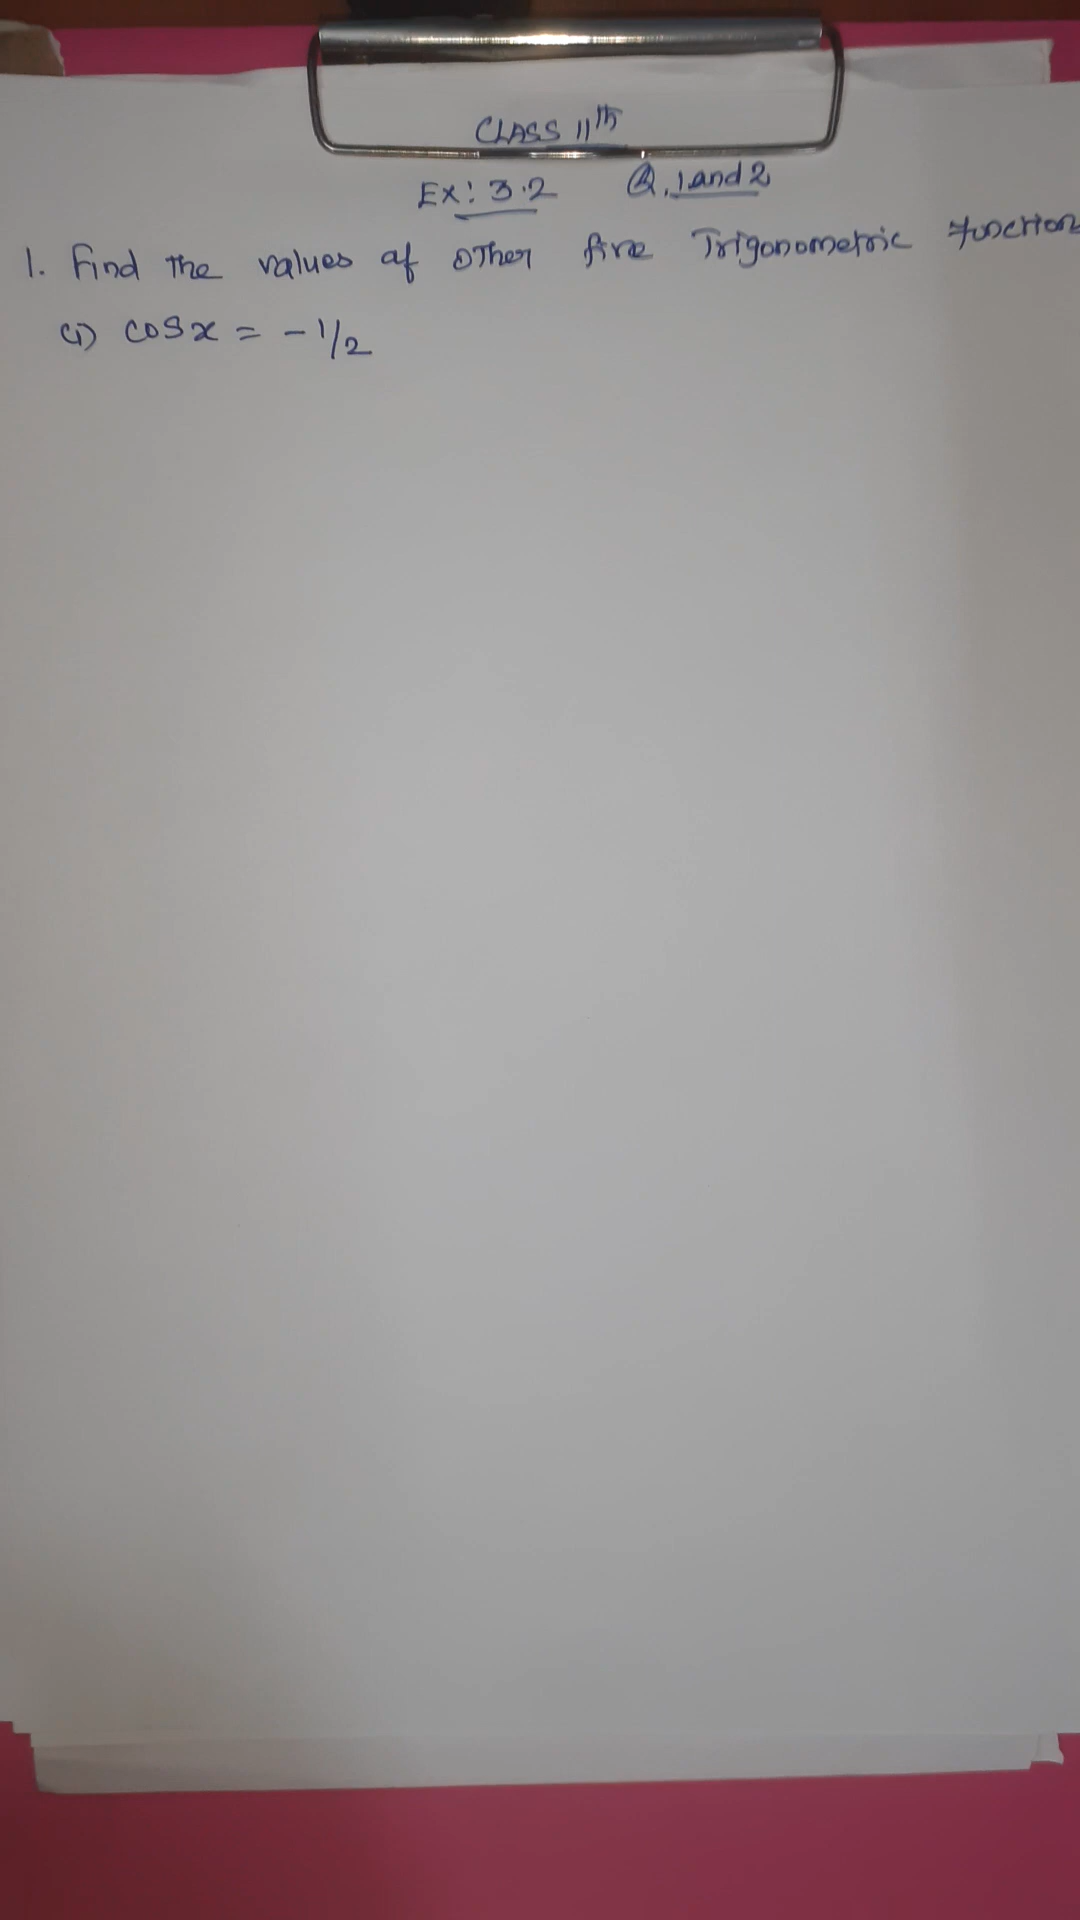 CLASS 11th
EX: 3.2 Q.1 and 2
1. Find the values of other five Trigonometric function
(i) cosx = -1/2